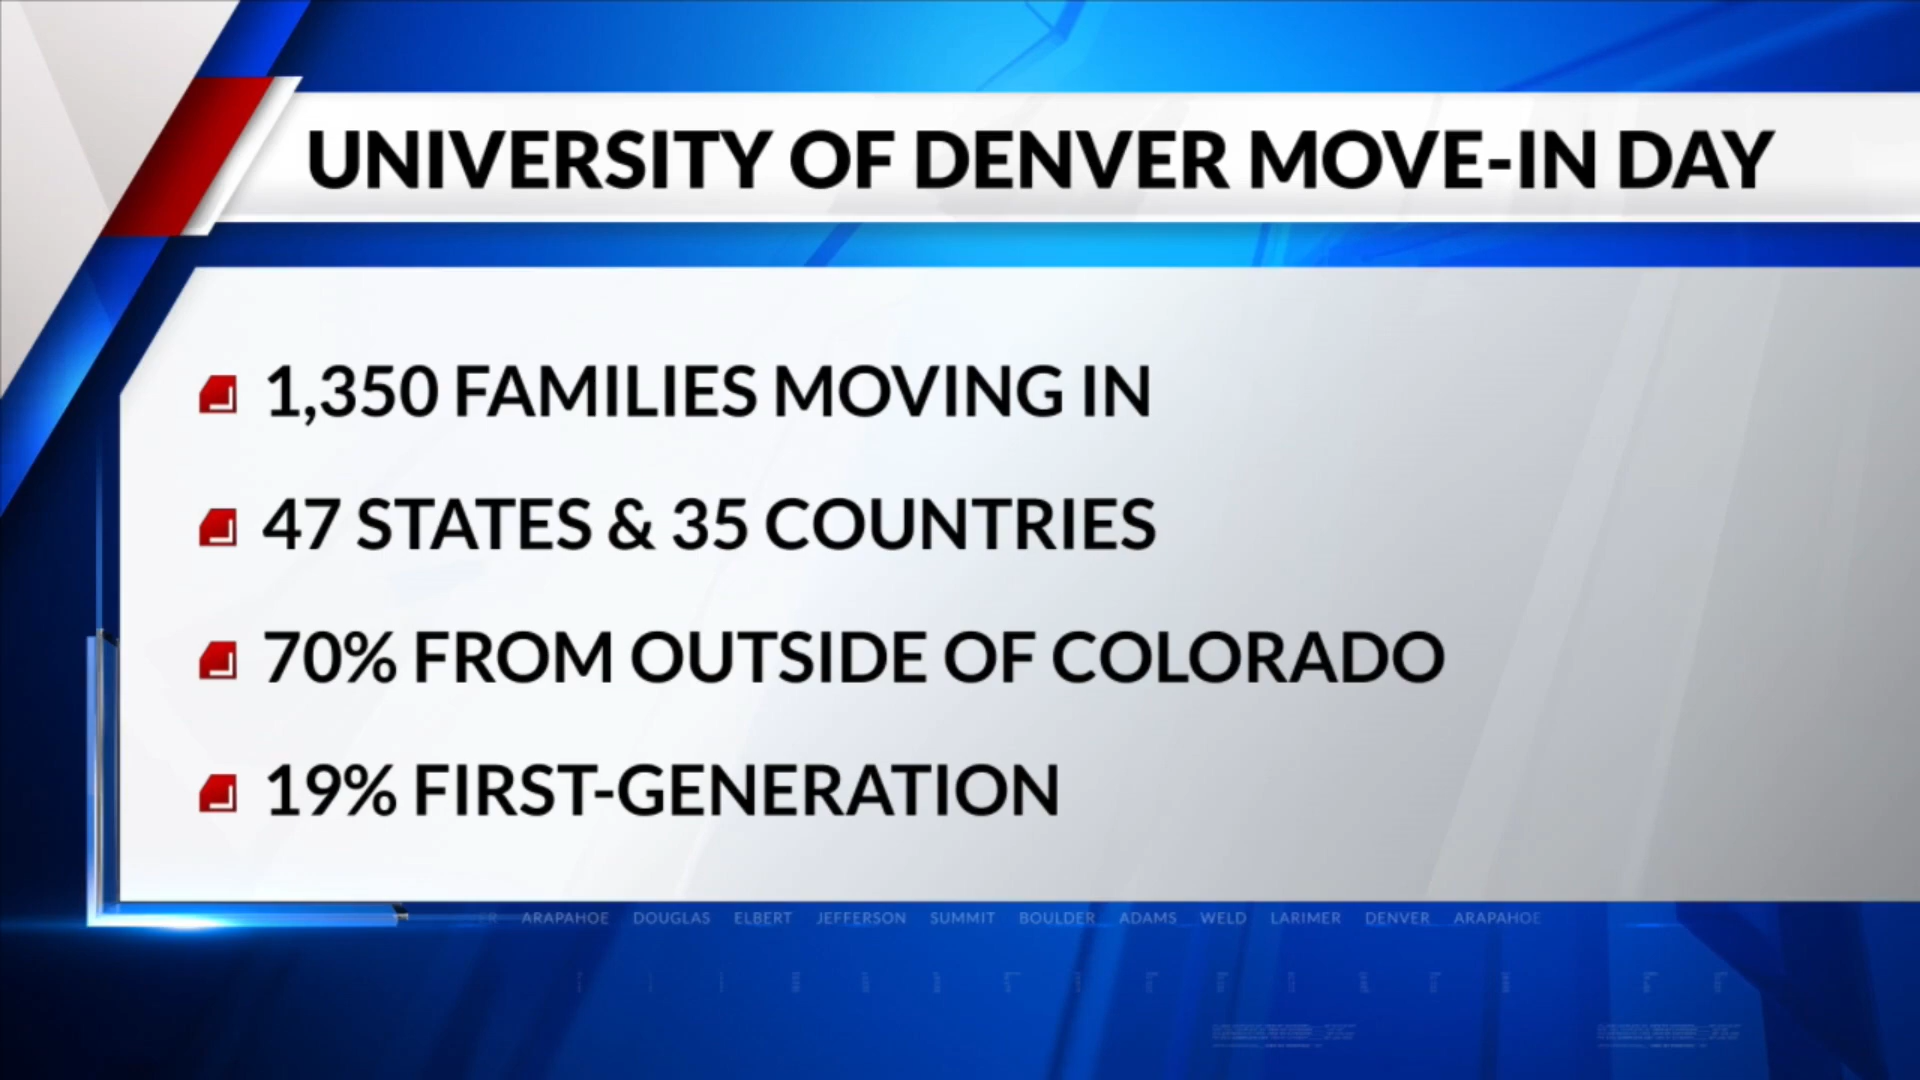 UNIVERSITY OF DENVER MOVE-IN DAY
1,350 FAMILIES MOVING IN
47 STATES & 35 COUNTRIES
70% FROM OUTSIDE OF COLORADO
19% FIRST-GENERATION
ARAPAHOE DOUGLAS ELBERT JEFFERSON SUMMIT BOULDER ADAMS WELD LARIMER DENVER ARAPAHOE